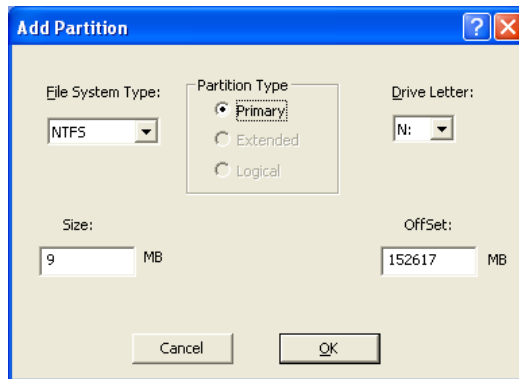 Add Partition
File System Type:
Partition Type
Drive Letter:
NTFS
Primary
N:
Extended
Logical
Size:
OffSet:
9 MB
152617 MB
Cancel
OK